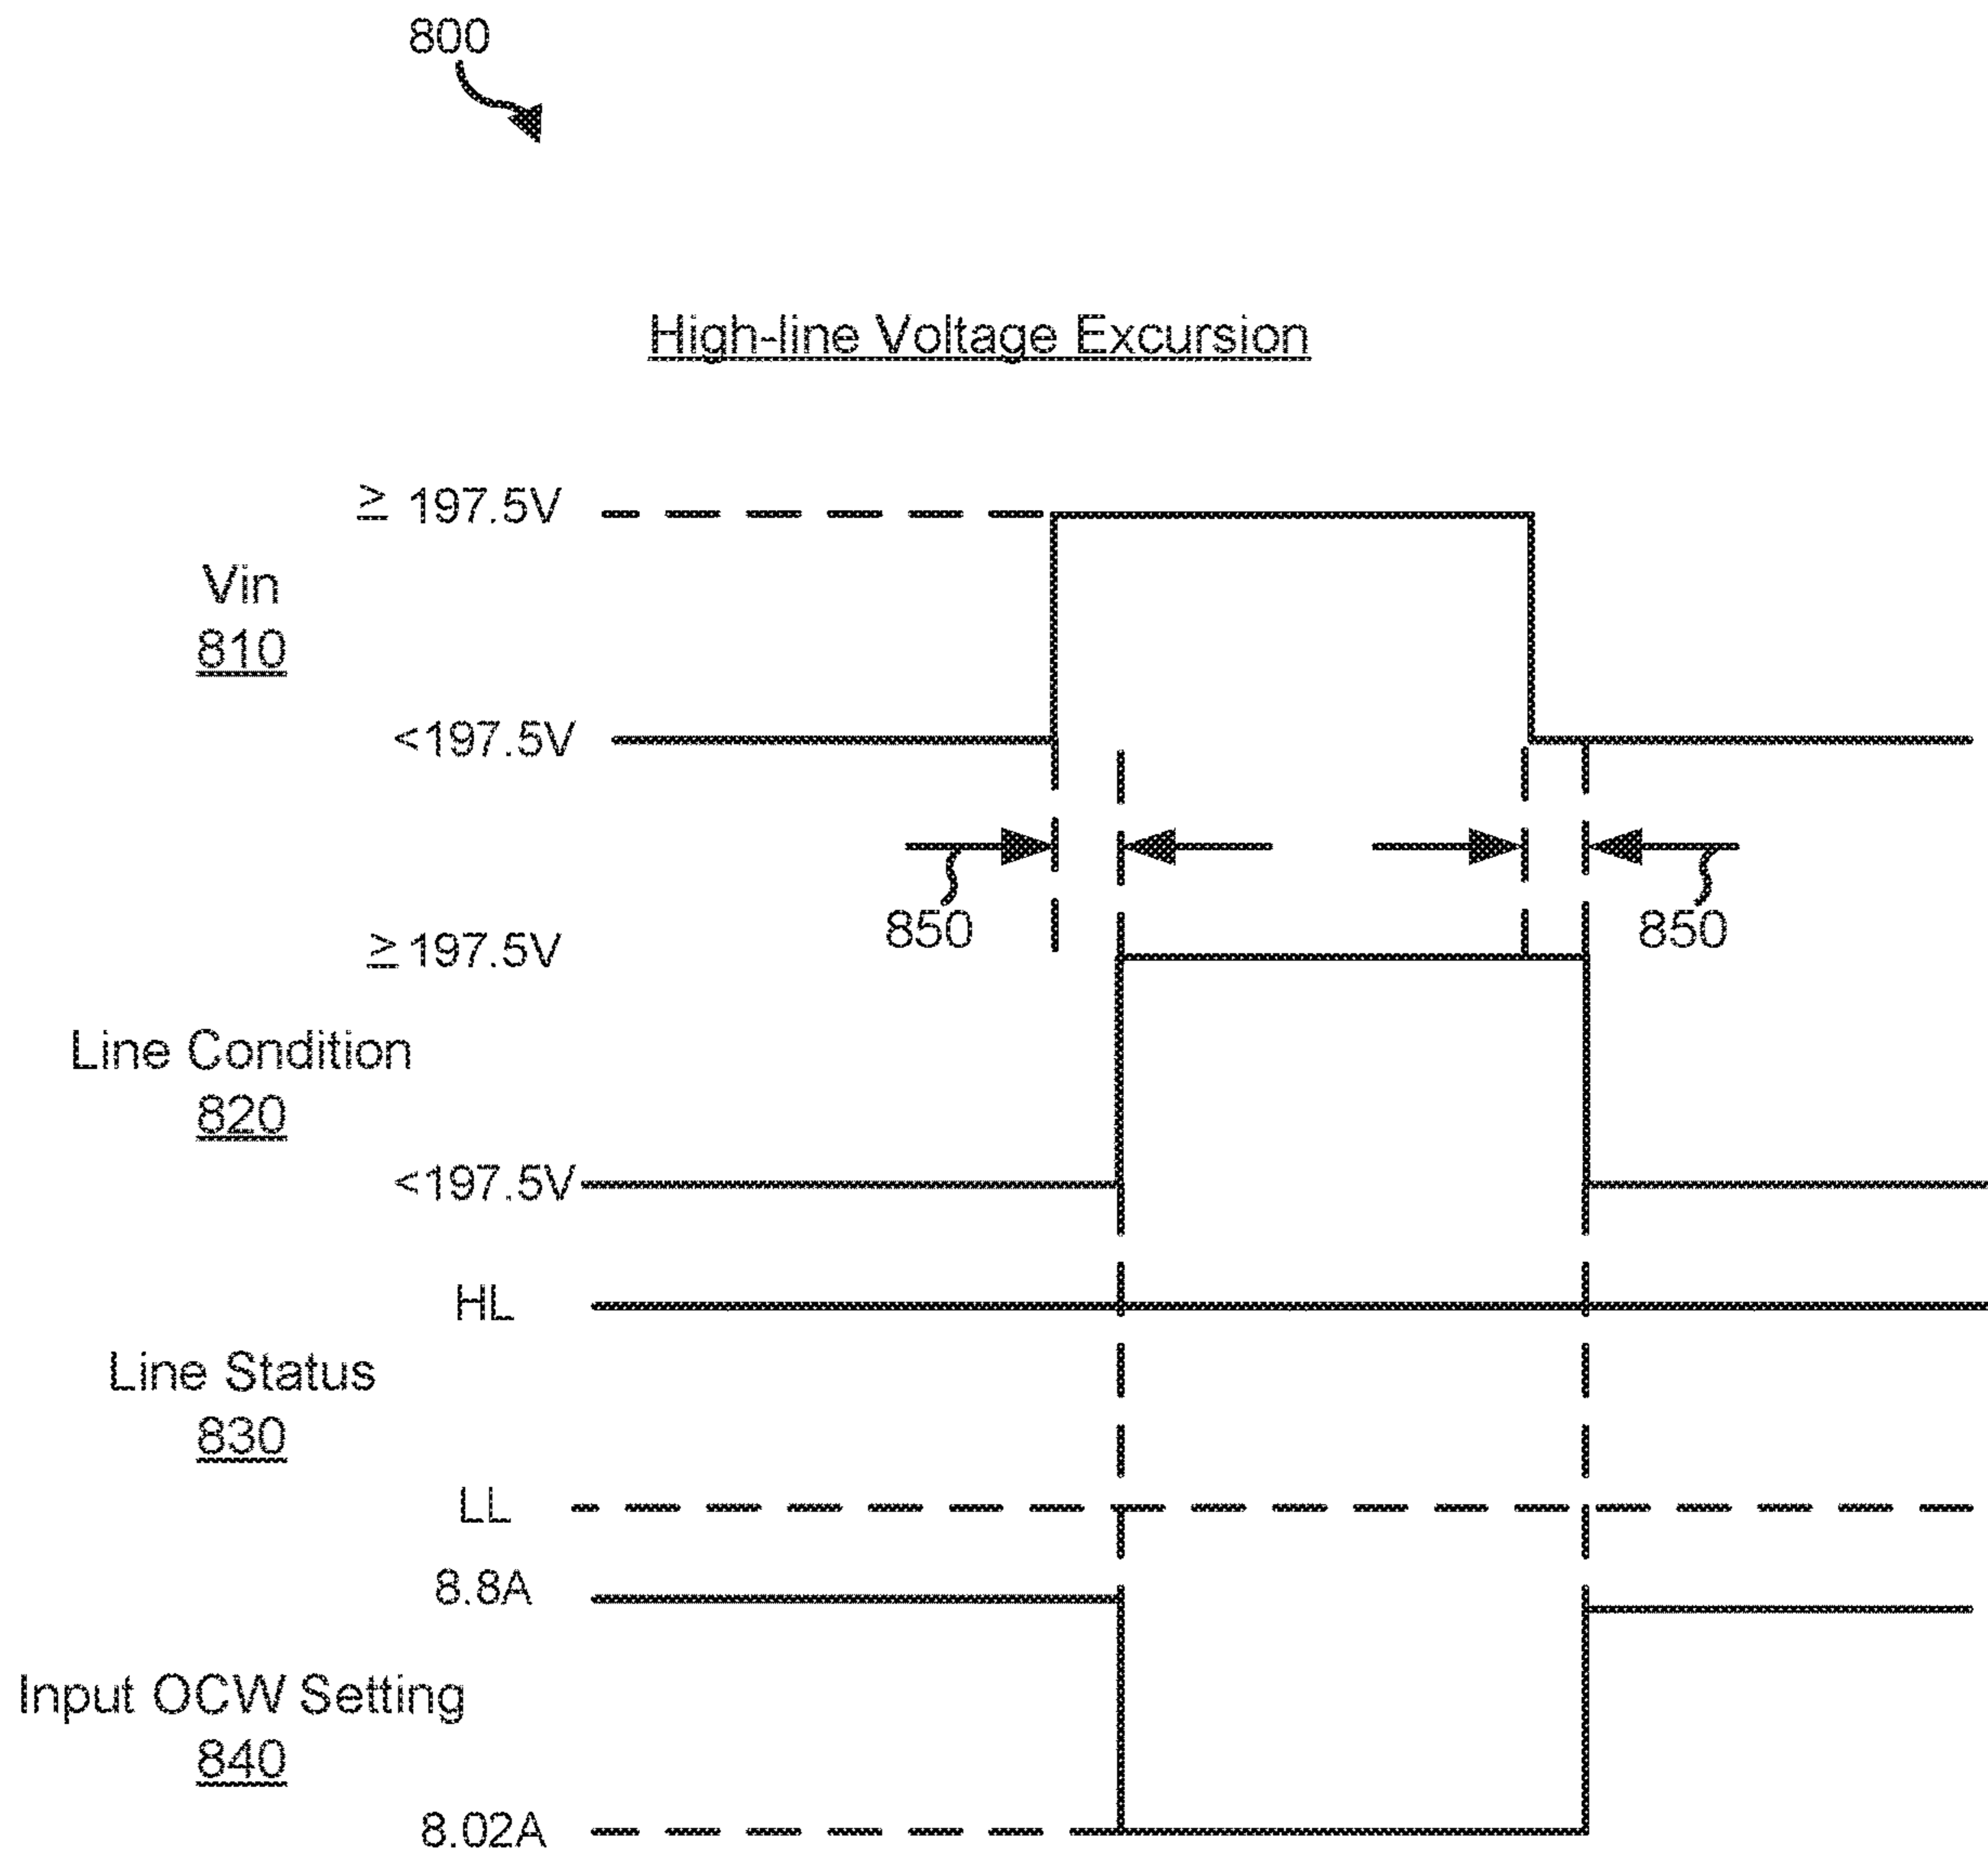 800
High-line Voltage Excursion
≥ 197.5V
Vin
810
<197.5V
850
850
≥ 197.5V
Line Condition
820
<197.5V
HL
Line Status
830
LL
8.8A
Input OCW Setting
840
8.02A